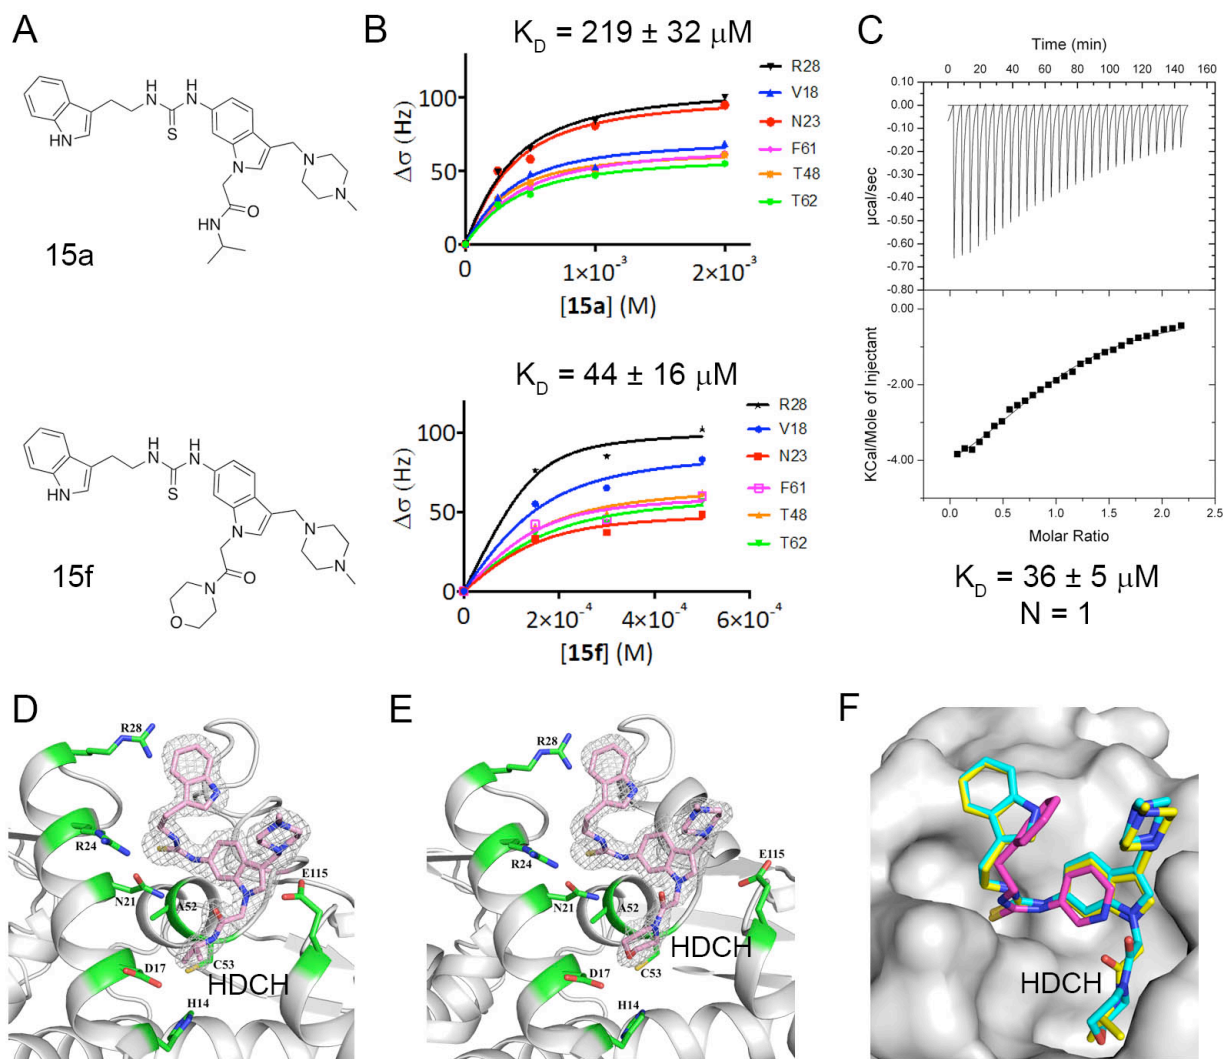 A
H
N
H
N
S
HN
N
N
N
O
HN
15a
B
K_D = 219 ± 32 μM
Δσ (Hz)
100
50
0
0
1×10⁻³
2×10⁻³
[15a] (M)
R28
V18
N23
F61
T48
T62
C
Time (min)
0 20 40 60 80 100 120 140 160
0.10
0.00
-0.10
-0.20
-0.30
-0.40
-0.50
-0.60
-0.70
-0.80
µcal/sec
0.00
-2.00
-4.00
KCal/Mole of Injectant
0.0 0.5 1.0 1.5 2.0 2.5
Molar Ratio
K_D = 36 ± 5 μM
N = 1
H
N
H
N
S
HN
N
N
N
O
N
O
15f
K_D = 44 ± 16 μM
Δσ (Hz)
100
50
0
0
2×10⁻⁴
4×10⁻⁴
6×10⁻⁴
[15f] (M)
R28
V18
N23
F61
T48
T62
D
R28
R24
N21
A52
E115
D17
C53
HDCH
H14
E
R28
R24
N21
A52
E115
D17
C53
HDCH
H14
F
HDCH